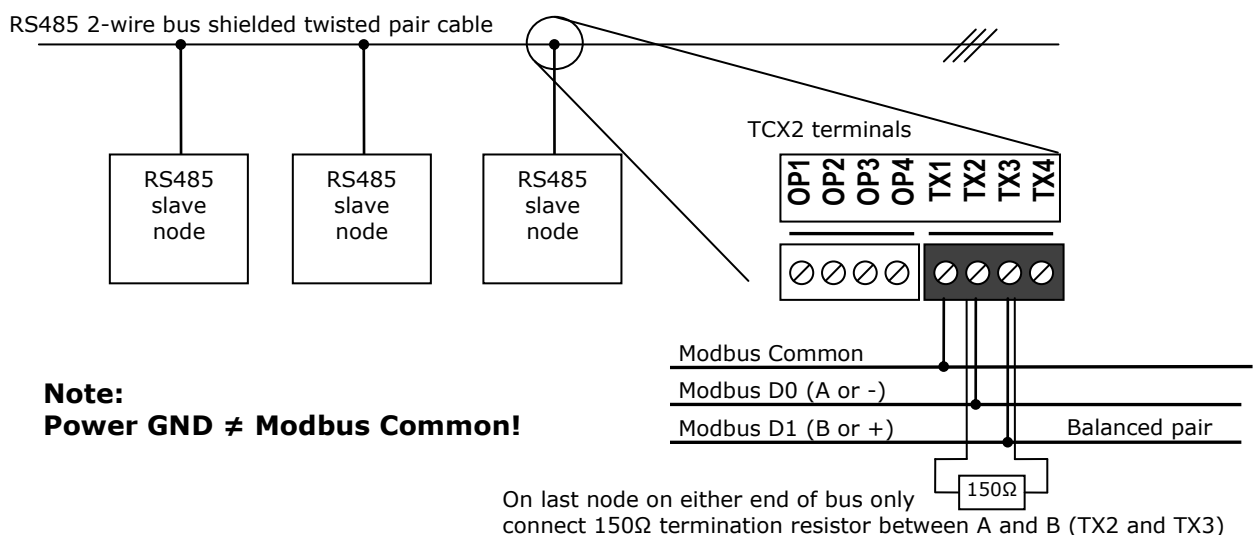 RS485 2-wire bus shielded twisted pair cable
RS485
slave
node
RS485
slave
node
RS485
slave
node
TCX2 terminals
OP1
OP2
OP3
OP4
TX1
TX2
TX3
TX4
Modbus Common
Modbus D0 (A or -)
Modbus D1 (B or +)
Balanced pair
Note:
Power GND ≠ Modbus Common!
150Ω
On last node on either end of bus only
connect 150Ω termination resistor between A and B (TX2 and TX3)